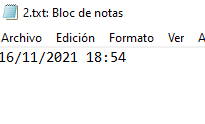 2.txt: Bloc de notas
Archivo Edición Formato Ver
16/11/2021 18:54